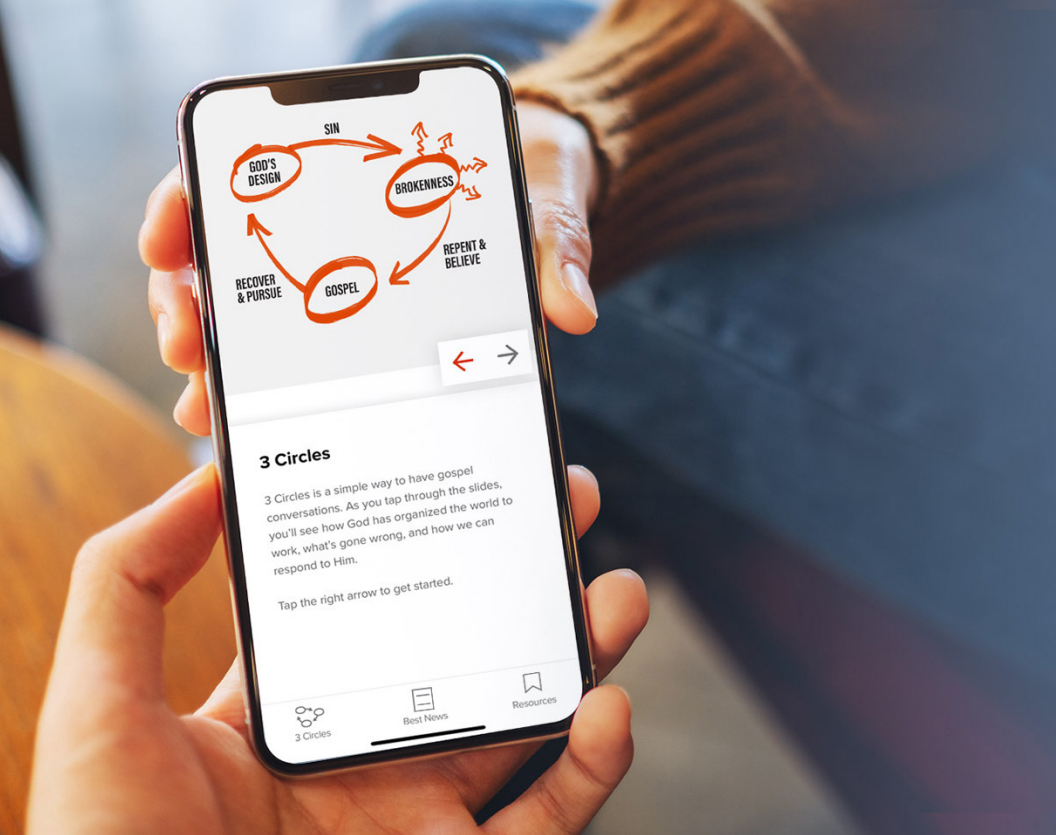 SIN
GOD'S
DESIGN
BROKENNESS
REPENT &
BELIEVE
RECOVER
& PURSUE
GOSPEL
3 Circles
3 Circles is a simple way to have gospel
conversations. As you tap through the slides,
you'll see how God has organized the world to
work, what's gone wrong, and how we can
respond to Him.
Tap the right arrow to get started.
3 Circles
Best News
Resources